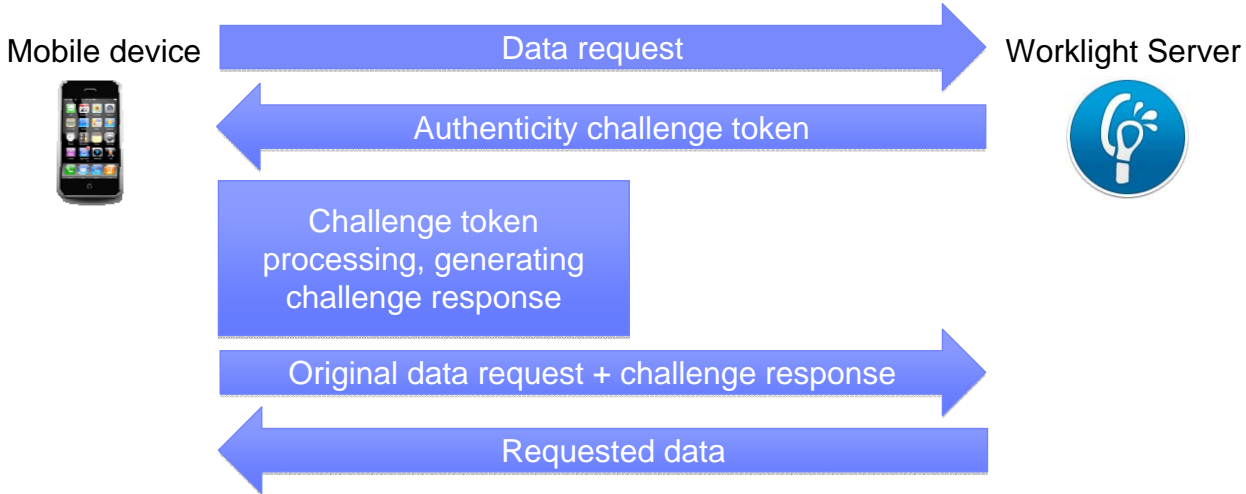 Data request
Mobile device
Worklight Server
Authenticity challenge token
Challenge token
processing, generating
challenge response
Original data request + challenge response
Requested data